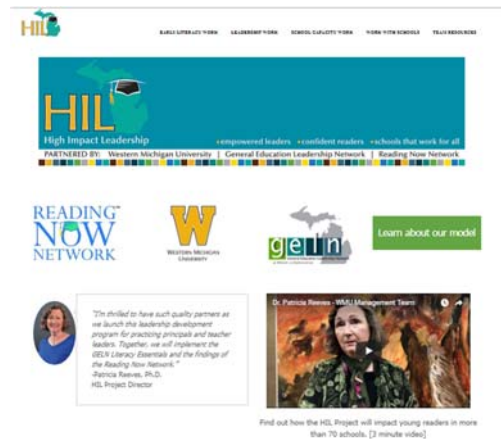 HIL
EARLY LITERACY WORK LEADERSHIP WORK SCHOOL CAPACITY WORK WORK WITH SCHOOLS TEAM RESOURCES
HIL
High Impact Leadership
•empowered leaders •confident readers •schools that work for all
PARTNERED BY: Western Michigan University | General Education Leadership Network | Reading Now Network
READING
NOW
NETWORK
W
WESTERN MICHIGAN
UNIVERSITY
geln
Learn about our model
"I'm thrilled to have such quality partners as
we launch this leadership development
program for practicing principals and teacher
leaders. Together, we will implement the
GELN Literacy Essentials and the findings of
the Reading Now Network."
-Patricia Reeves, Ph.D.
HIL Project Director
Dr. Patricia Reeves - WMU Management Team
Find out how the HIL Project will impact young readers in more
than 70 schools. [3 minute video]